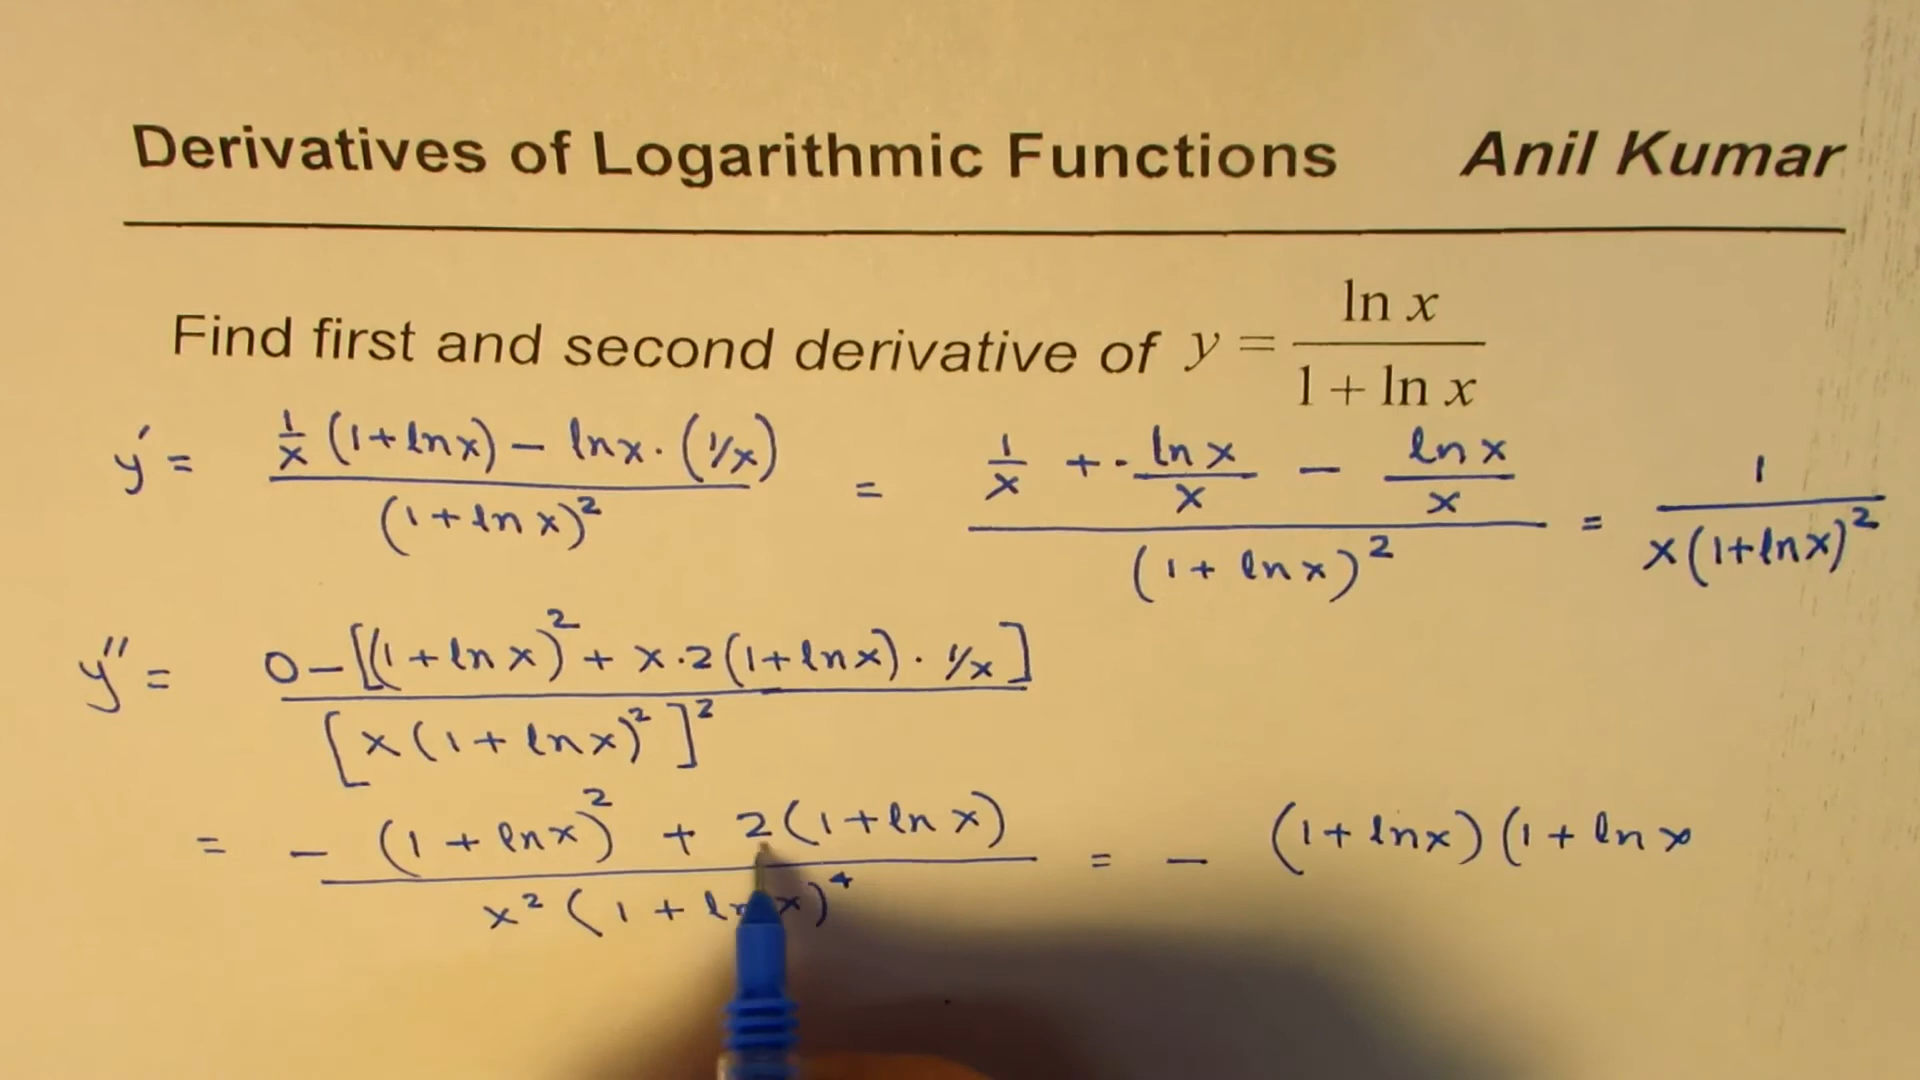 Derivatives of Logarithmic Functions Anil Kumar
Find first and second derivative of y = ln x / (1 + ln x)
y' = (1/x (1+ln x) − ln x · (1/x)) / (1+ln x)² = (1/x + · ln x/x − ln x/x) / (1+ ln x)² = 1 / x(1+ln x)²
y'' = 0 − [(1+ln x)² + x·2(1+ln x) · 1/x] / [x(1+ ln x)²]²
= − (1 + ln x)² + 2(1+ln x) / x² (1 + ln x)⁴ = − (1+ ln x)(1 + ln x